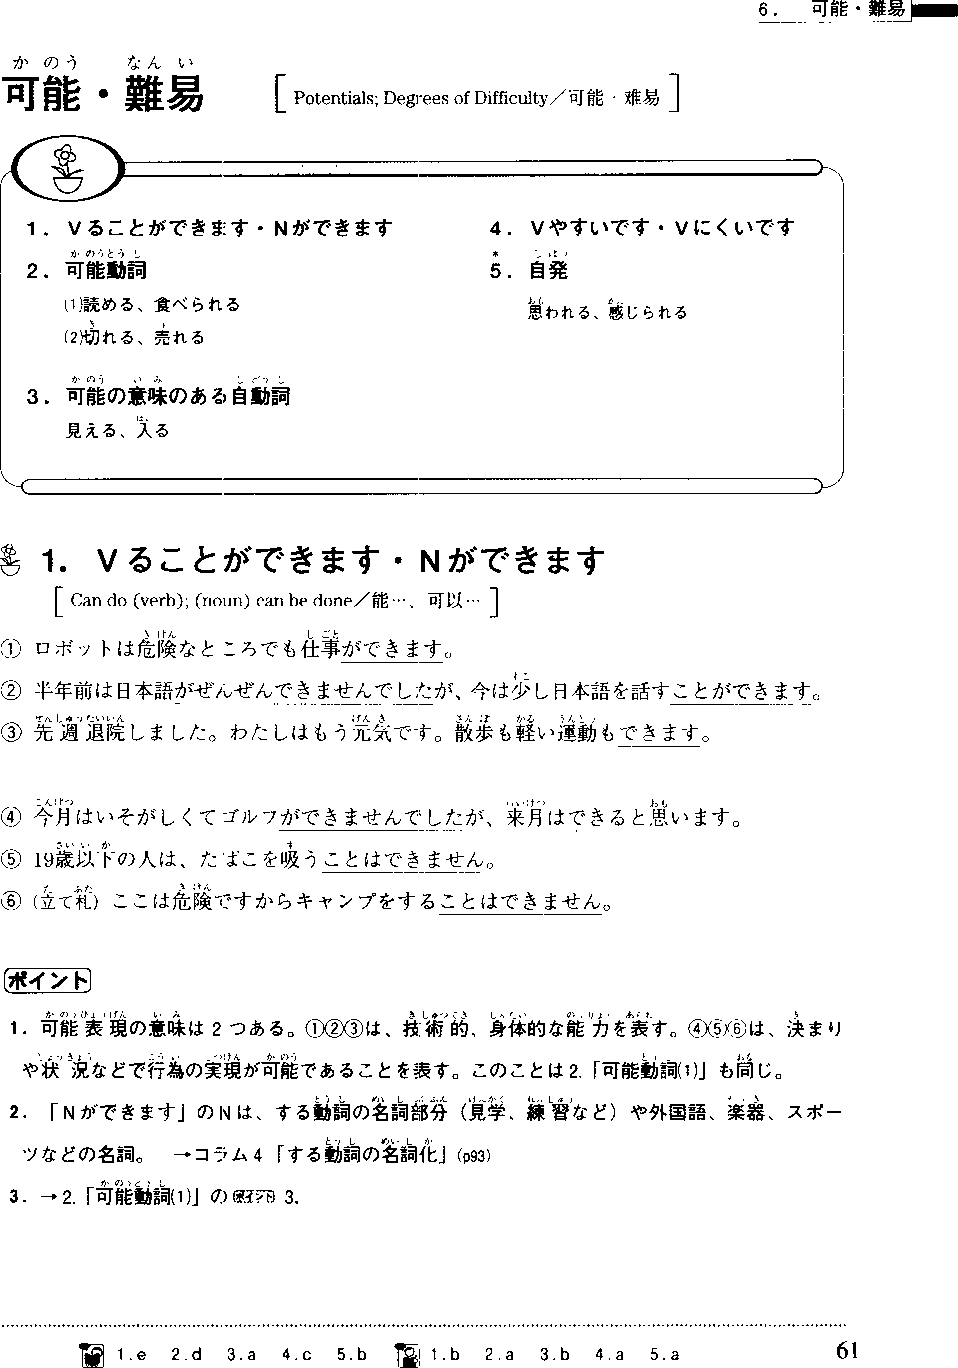 6. 可能・難易
かのう なんい
可能・難易 [ Potentials; Degrees of Difficulty／可能・难易 ]
1. Vることができます・Nができます
2. 可能動詞
(1)読める、食べられる
(2)切れる、売れる
3. 可能の意味のある自動詞
見える、入る
4. Vやすいです・Vにくいです
*5. 自発
思われる、感じられる
1. Vることができます・Nができます
[ Can do (verb); (noun) can be done／能…、可以… ]
① ロボットは危険なところでも仕事ができます。
② 半年前は日本語がぜんぜんできませんでしたが、今は少し日本語を話すことができます。
③ 先週退院しました。わたしはもう元気です。散歩も軽い運動もできます。
④ 今月はいそがしくてゴルフができませんでしたが、来月はできると思います。
⑤ 19歳以下の人は、たばこを吸うことはできません。
⑥ (立て札) ここは危険ですからキャンプをすることはできません。
ポイント
1. 可能表現の意味は2つある。①②③は、技術的、身体的な能力を表す。④⑤⑥は、決まり
や状況などで行為の実現が可能であることを表す。このことは2.「可能動詞(1)」も同じ。
2. 「Nができます」のNは、する動詞の名詞部分（見学、練習など）や外国語、楽器、スポー
ツなどの名詞。 →コラム4「する動詞の名詞化」(p93)
3. →2.「可能動詞(1)」のポイント3.
1.e 2.d 3.a 4.c 5.b 1.b 2.a 3.b 4.a 5.a 61